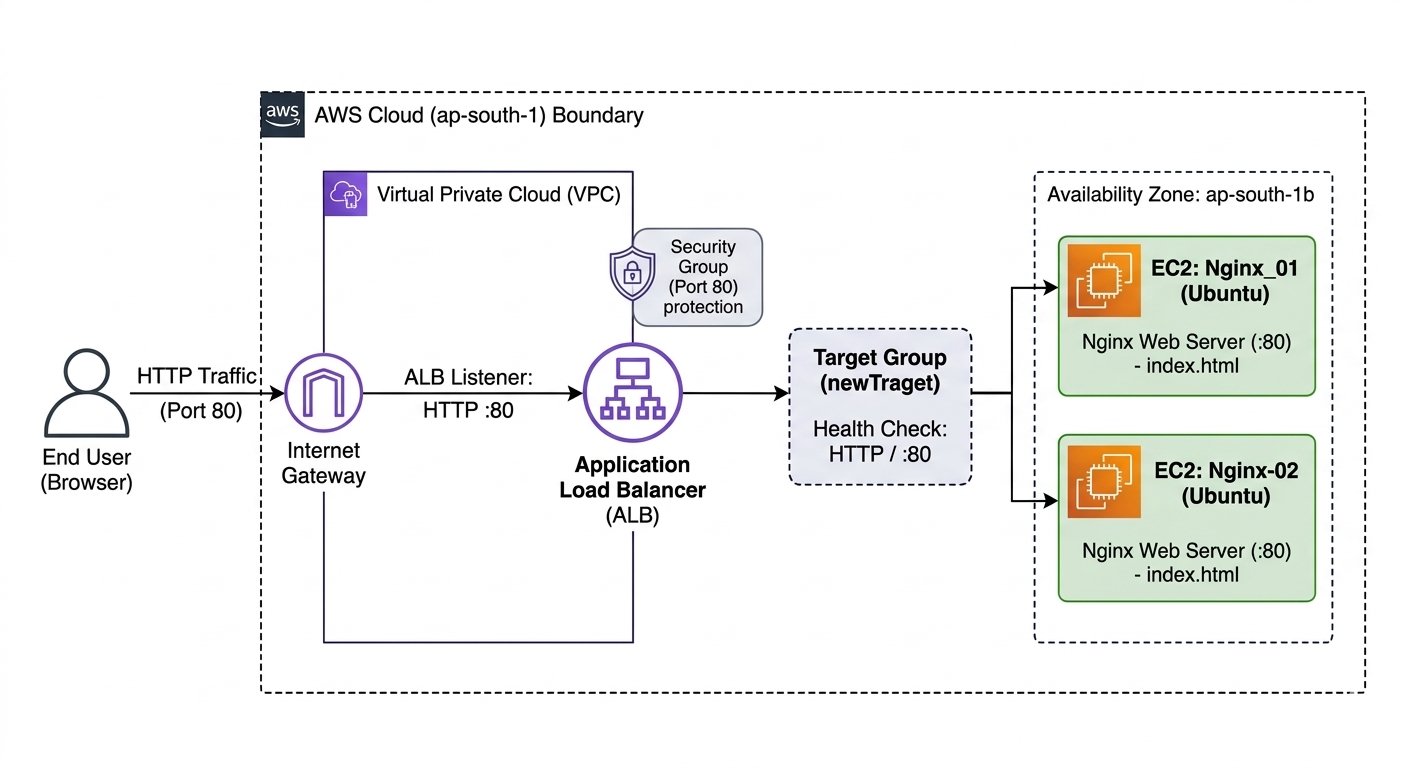 aws
AWS Cloud (ap-south-1) Boundary
Virtual Private Cloud (VPC)
Security
Group
(Port 80)
protection
Availability Zone: ap-south-1b
EC2: Nginx_01
(Ubuntu)
Nginx Web Server (:80)
- index.html
HTTP Traffic
(Port 80)
End User
(Browser)
Internet
Gateway
ALB Listener:
HTTP :80
Application
Load Balancer
(ALB)
Target Group
(newTraget)
Health Check:
HTTP / :80
EC2: Nginx-02
(Ubuntu)
Nginx Web Server (:80)
- index.html